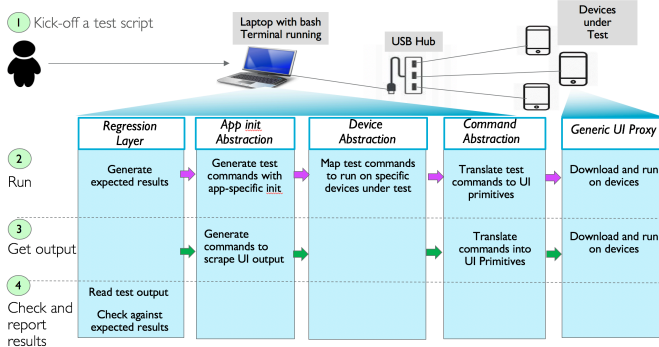 1 Kick-off a test script
Laptop with bash
Terminal running
USB Hub
Devices
under
Test
Regression
Layer
App init
Abstraction
Device
Abstraction
Command
Abstraction
Generic UI Proxy
2
Run
Generate
expected results
Generate test
commands with
app-specific init
Map test commands
to run on specific
devices under test
Translate test
commands to UI
primitives
Download and run
on devices
3
Get output
Generate
commands to
scrape UI output
Translate
commands into
UI Primitives
Download and run
on devices
4
Check and
report
results
Read test output
Check against
expected results